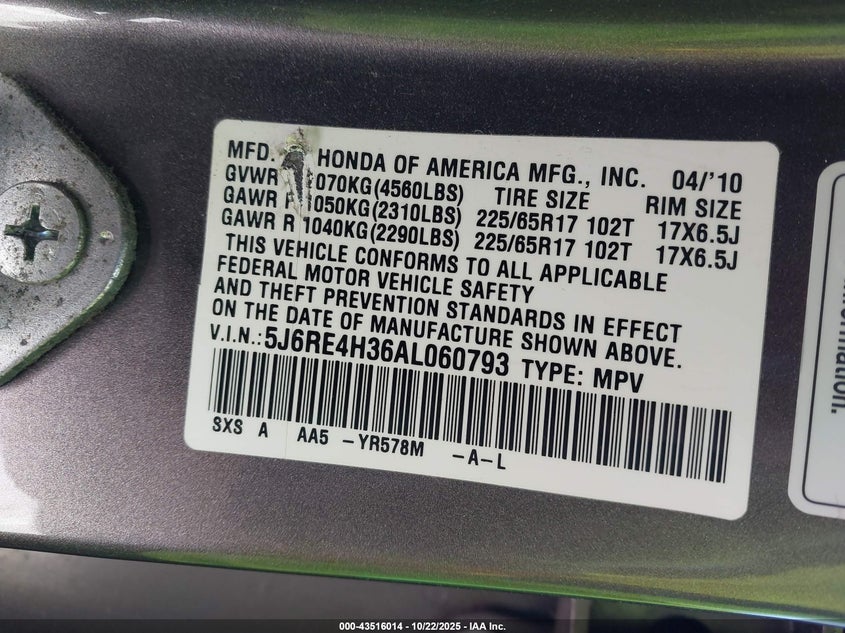 MFD. HONDA OF AMERICA MFG., INC. 04/'10
GVWR 070KG(4560LBS) TIRE SIZE RIM SIZE
GAWR 1050KG(2310LBS) 225/65R17 102T 17X6.5J
GAWR R 1040KG(2290LBS) 225/65R17 102T 17X6.5J
THIS VEHICLE CONFORMS TO ALL APPLICABLE
FEDERAL MOTOR VEHICLE SAFETY
AND THEFT PREVENTION STANDARDS IN EFFECT
ON THE DATE OF MANUFACTURE SHOWN ABOVE.
V.I.N.:5J6RE4H36AL060793 TYPE: MPV
SXS A AA5 -YR578M -A-L
000-43516014 - 10/22/2025 - IAA Inc.